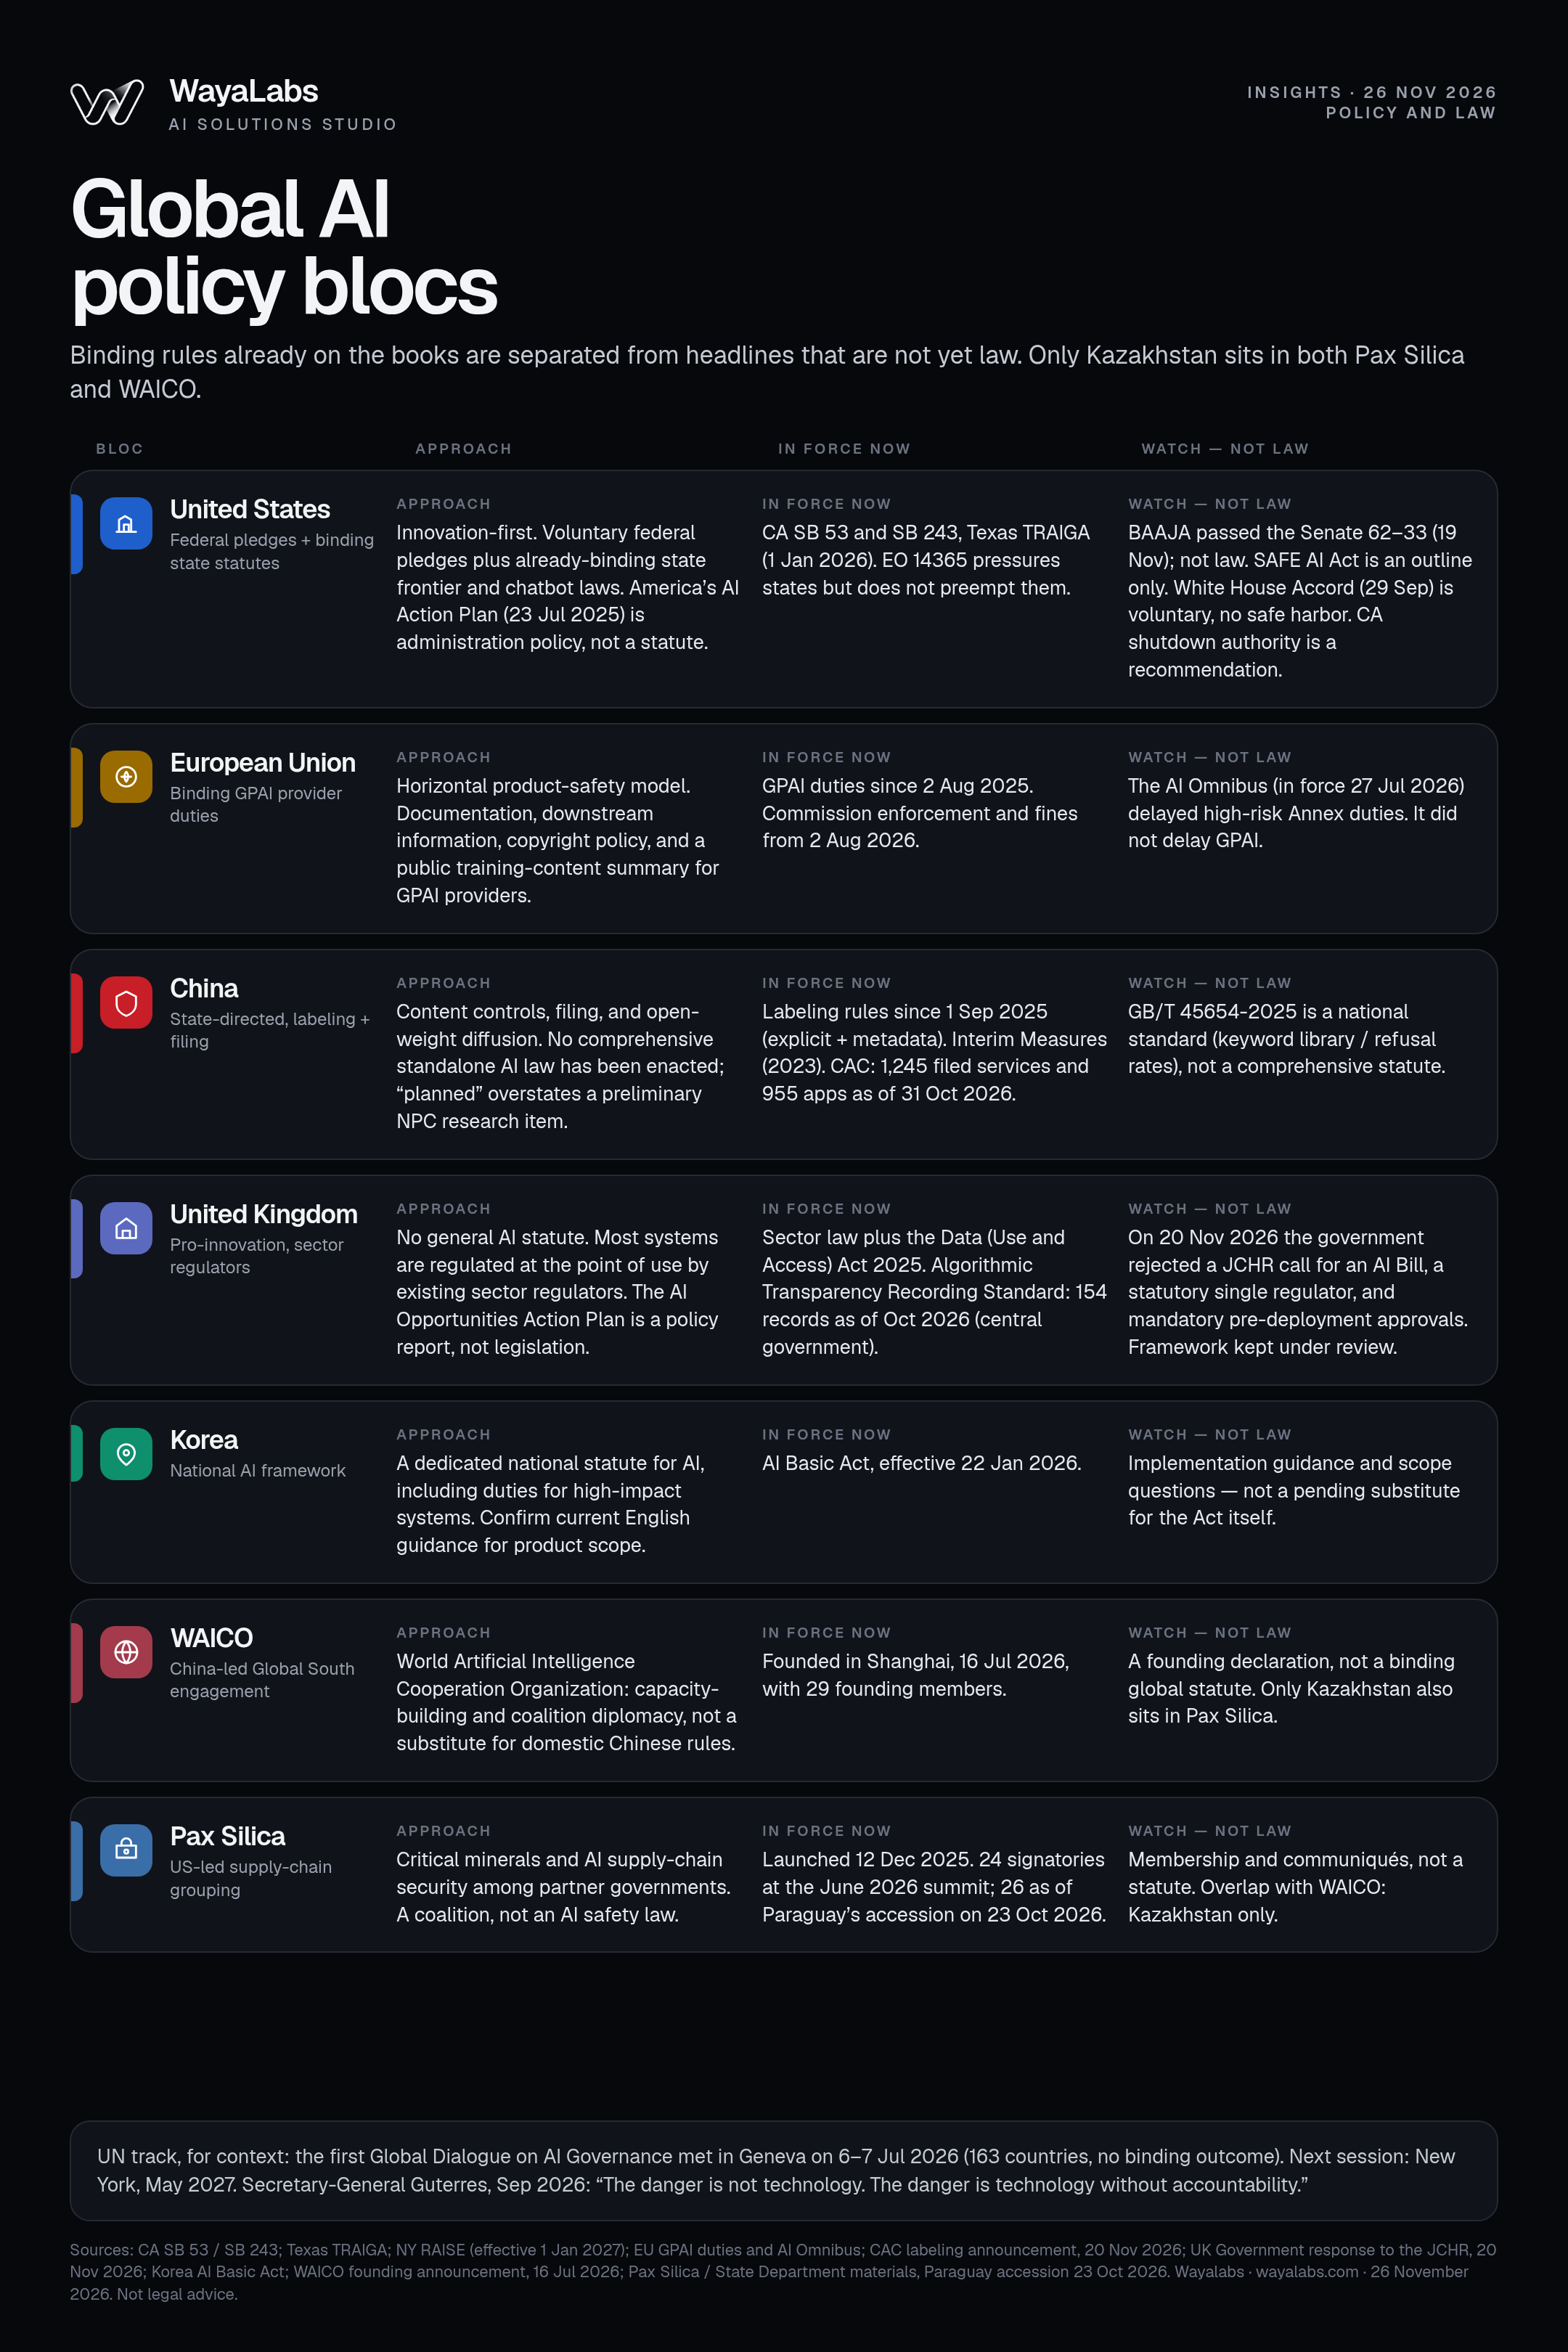 WayaLabs
AI SOLUTIONS STUDIO
INSIGHTS · 26 NOV 2026
POLICY AND LAW
Global AI
policy blocs
Binding rules already on the books are separated from headlines that are not yet law. Only Kazakhstan sits in both Pax Silica
and WAICO.
BLOC
APPROACH
IN FORCE NOW
WATCH — NOT LAW
United States
Federal pledges + binding
state statutes
APPROACH
Innovation-first. Voluntary federal
pledges plus already-binding state
frontier and chatbot laws. America’s AI
Action Plan (23 Jul 2025) is
administration policy, not a statute.
IN FORCE NOW
CA SB 53 and SB 243, Texas TRAIGA
(1 Jan 2026). EO 14365 pressures
states but does not preempt them.
WATCH — NOT LAW
BAAJA passed the Senate 62–33 (19
Nov); not law. SAFE AI Act is an outline
only. White House Accord (29 Sep) is
voluntary, no safe harbor. CA
shutdown authority is a
recommendation.
European Union
Binding GPAI provider
duties
APPROACH
Horizontal product-safety model.
Documentation, downstream
information, copyright policy, and a
public training-content summary for
GPAI providers.
IN FORCE NOW
GPAI duties since 2 Aug 2025.
Commission enforcement and fines
from 2 Aug 2026.
WATCH — NOT LAW
The AI Omnibus (in force 27 Jul 2026)
delayed high-risk Annex duties. It did
not delay GPAI.
China
State-directed, labeling +
filing
APPROACH
Content controls, filing, and open-
weight diffusion. No comprehensive
standalone AI law has been enacted;
“planned” overstates a preliminary
NPC research item.
IN FORCE NOW
Labeling rules since 1 Sep 2025
(explicit + metadata). Interim Measures
(2023). CAC: 1,245 filed services and
955 apps as of 31 Oct 2026.
WATCH — NOT LAW
GB/T 45654-2025 is a national
standard (keyword library / refusal
rates), not a comprehensive statute.
United Kingdom
Pro-innovation, sector
regulators
APPROACH
No general AI statute. Most systems
are regulated at the point of use by
existing sector regulators. The AI
Opportunities Action Plan is a policy
report, not legislation.
IN FORCE NOW
Sector law plus the Data (Use and
Access) Act 2025. Algorithmic
Transparency Recording Standard: 154
records as of Oct 2026 (central
government).
WATCH — NOT LAW
On 20 Nov 2026 the government
rejected a JCHR call for an AI Bill, a
statutory single regulator, and
mandatory pre-deployment approvals.
Framework kept under review.
Korea
National AI framework
APPROACH
A dedicated national statute for AI,
including duties for high-impact
systems. Confirm current English
guidance for product scope.
IN FORCE NOW
AI Basic Act, effective 22 Jan 2026.
WATCH — NOT LAW
Implementation guidance and scope
questions — not a pending substitute
for the Act itself.
WAICO
China-led Global South
engagement
APPROACH
World Artificial Intelligence
Cooperation Organization: capacity-
building and coalition diplomacy, not a
substitute for domestic Chinese rules.
IN FORCE NOW
Founded in Shanghai, 16 Jul 2026,
with 29 founding members.
WATCH — NOT LAW
A founding declaration, not a binding
global statute. Only Kazakhstan also
sits in Pax Silica.
Pax Silica
US-led supply-chain
grouping
APPROACH
Critical minerals and AI supply-chain
security among partner governments.
A coalition, not an AI safety law.
IN FORCE NOW
Launched 12 Dec 2025. 24 signatories
at the June 2026 summit; 26 as of
Paraguay’s accession on 23 Oct 2026.
WATCH — NOT LAW
Membership and communiqués, not a
statute. Overlap with WAICO:
Kazakhstan only.
UN track, for context: the first Global Dialogue on AI Governance met in Geneva on 6–7 Jul 2026 (163 countries, no binding outcome). Next session: New
York, May 2027. Secretary-General Guterres, Sep 2026: “The danger is not technology. The danger is technology without accountability.”
Sources: CA SB 53 / SB 243; Texas TRAIGA; NY RAISE (effective 1 Jan 2027); EU GPAI duties and AI Omnibus; CAC labeling announcement, 20 Nov 2026; UK Government response to the JCHR, 20
Nov 2026; Korea AI Basic Act; WAICO founding announcement, 16 Jul 2026; Pax Silica / State Department materials, Paraguay accession 23 Oct 2026. Wayalabs · wayalabs.com · 26 November
2026. Not legal advice.